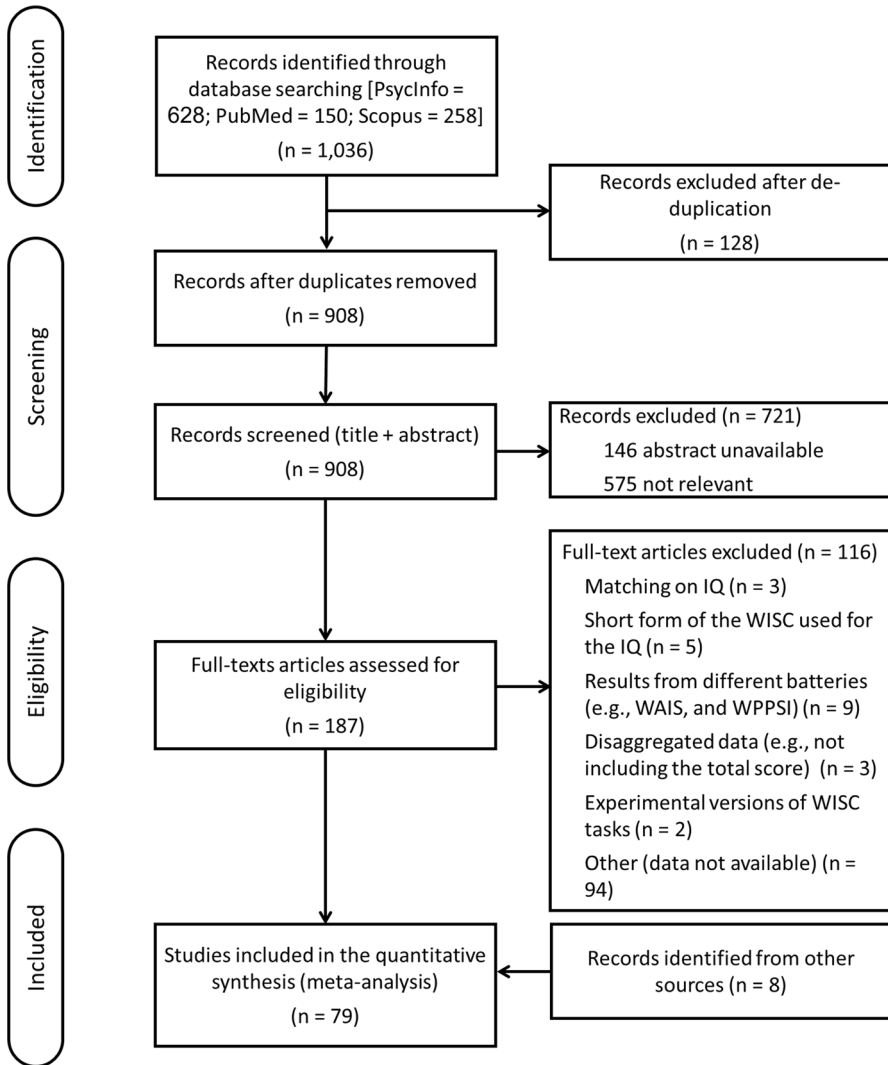 Identification
Records identified through
database searching [PsycInfo =
628; PubMed = 150; Scopus = 258]
(n = 1,036)
Records excluded after de-
duplication
(n = 128)
Screening
Records after duplicates removed
(n = 908)
Records screened (title + abstract)
(n = 908)
Records excluded (n = 721)
146 abstract unavailable
575 not relevant
Eligibility
Full-texts articles assessed for
eligibility
(n = 187)
Full-text articles excluded (n = 116)
Matching on IQ (n = 3)
Short form of the WISC used for
the IQ (n = 5)
Results from different batteries
(e.g., WAIS, and WPPSI) (n = 9)
Disaggregated data (e.g., not
including the total score)  (n = 3)
Experimental versions of WISC
tasks (n = 2)
Other (data not available) (n =
94)
Included
Studies included in the quantitative
synthesis (meta-analysis)
(n = 79)
Records identified from other
sources (n = 8)